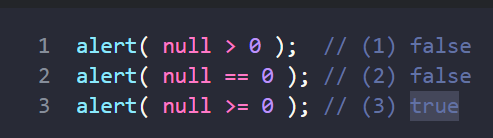 1 alert( null > 0 );  // (1) false
2 alert( null == 0 ); // (2) false
3 alert( null >= 0 ); // (3) true